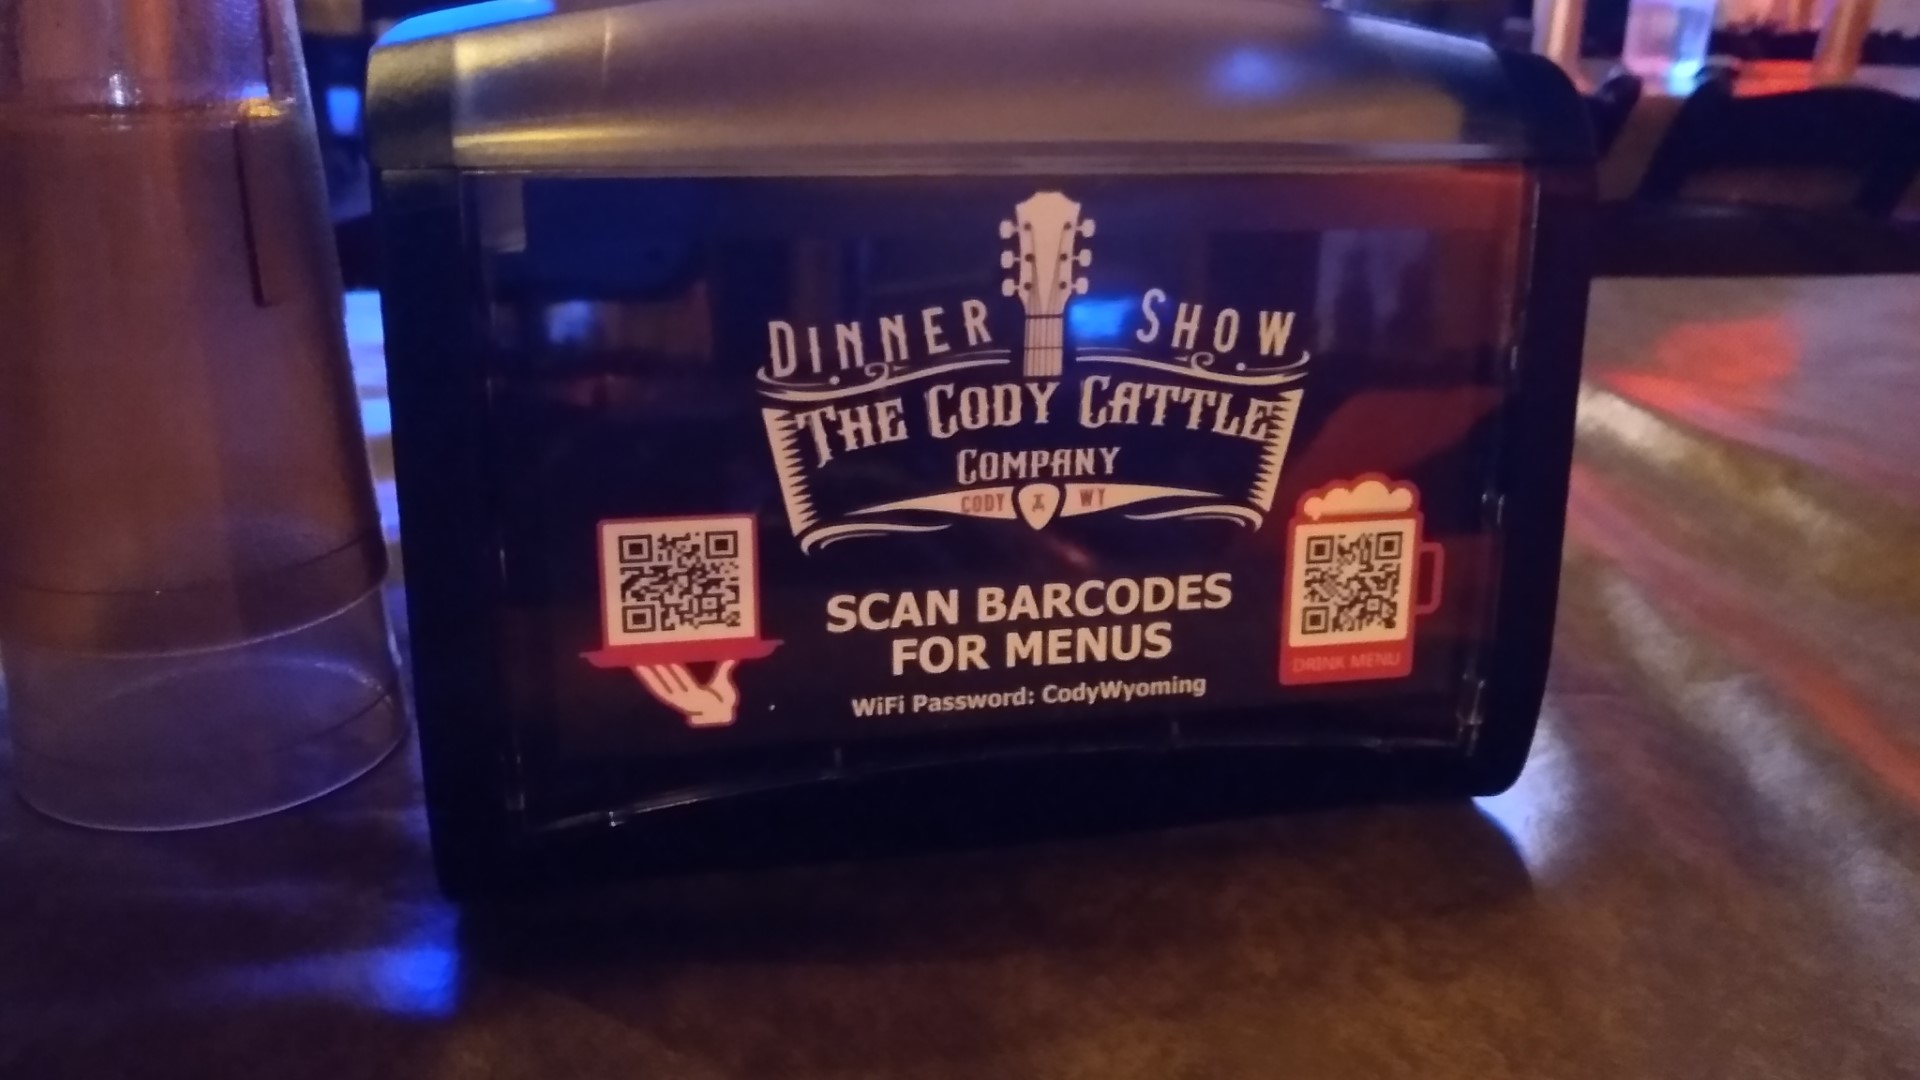 DINNER SHOW
THE CODY CATTLE
COMPANY
CODY WY
SCAN BARCODES
FOR MENUS
WiFi Password: CodyWyoming
DRINK MENU